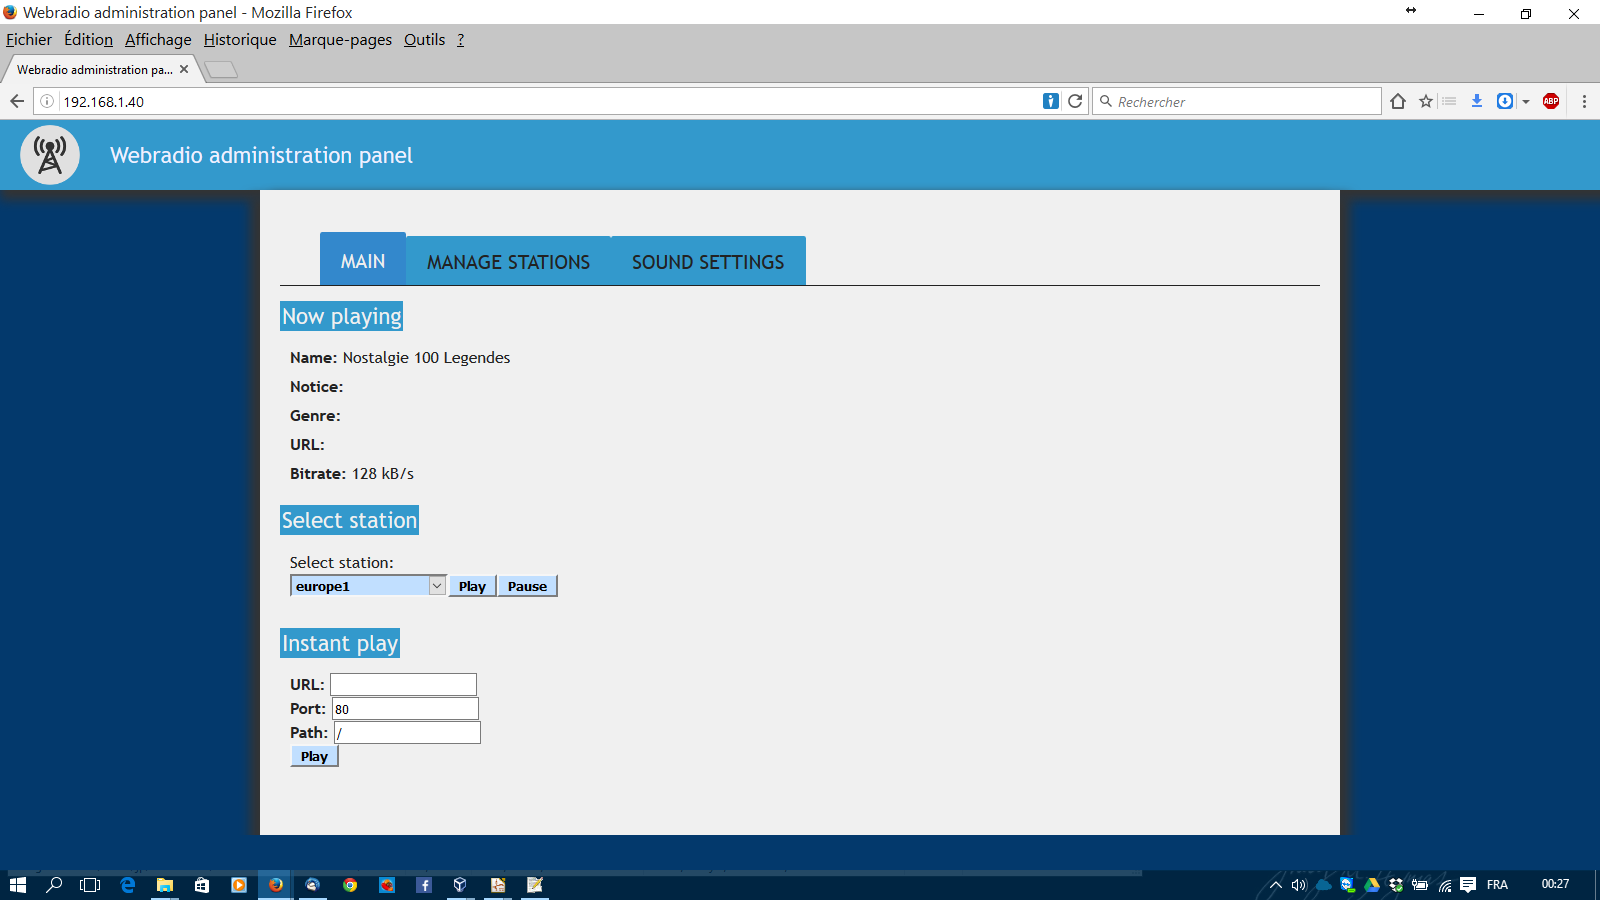 Webradio administration panel - Mozilla Firefox
Fichier Édition Affichage Historique Marque-pages Outils ?
Webradio administration pa...
192.168.1.40
Rechercher
ABP
Webradio administration panel
MAIN
MANAGE STATIONS
SOUND SETTINGS
Now playing
Name: Nostalgie 100 Legendes
Notice:
Genre:
URL:
Bitrate: 128 kB/s
Select station
Select station:
europe1
Play
Pause
Instant play
URL:
Port: 80
Path: /
Play
FRA
00:27